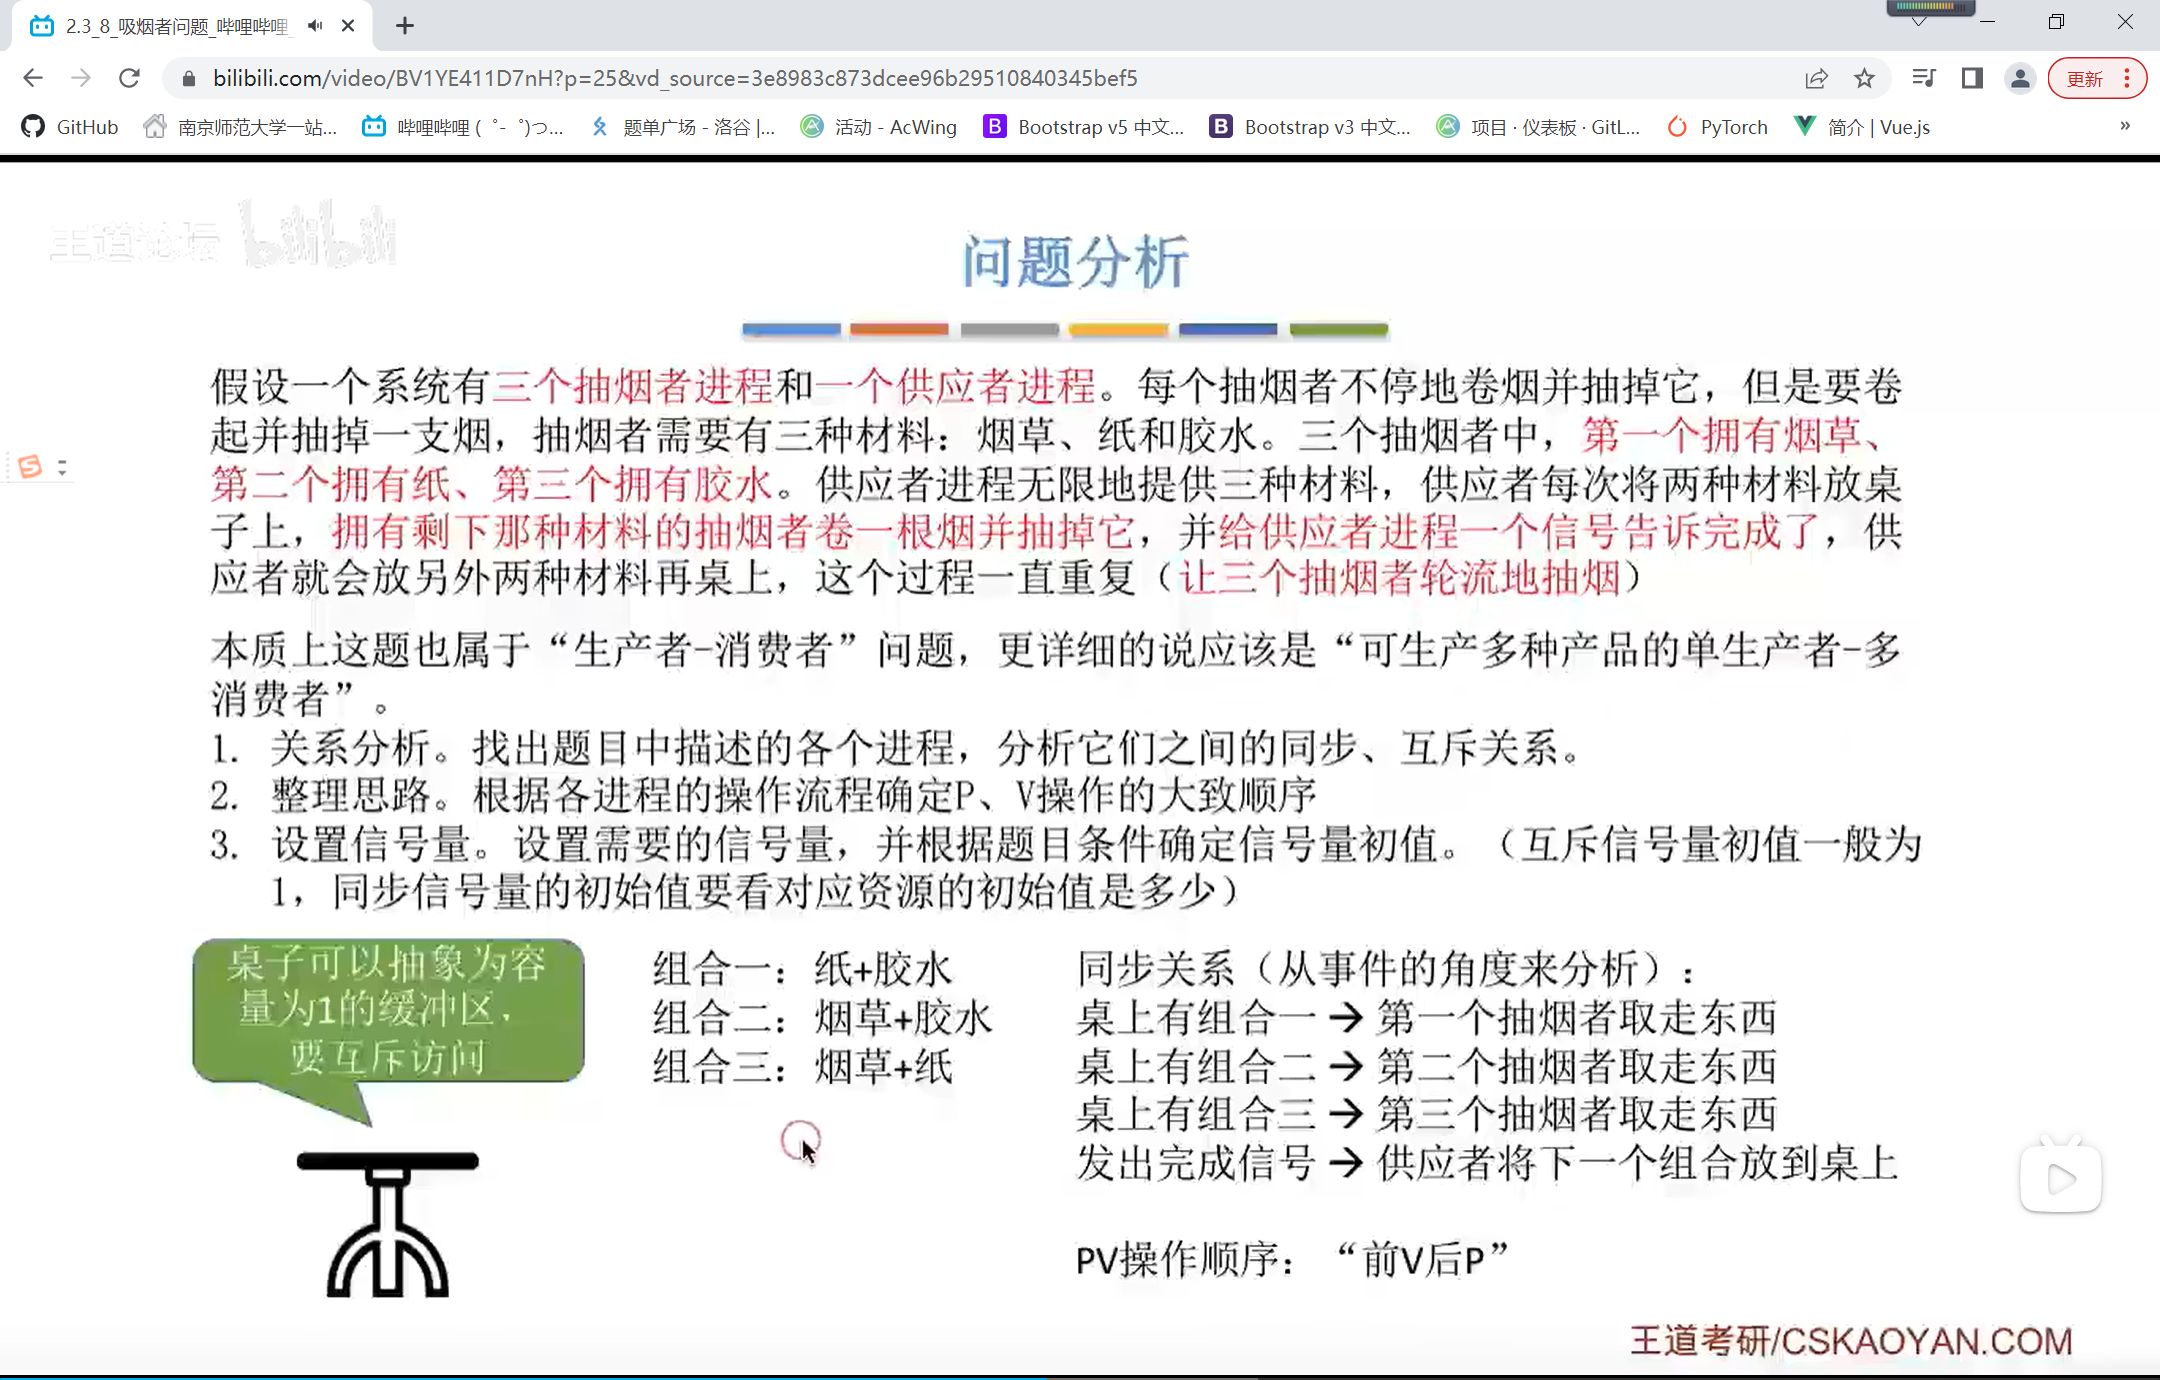 2.3_8_吸烟者问题_哔哩哔哩_
bilibili.com/video/BV1YE411D7nH?p=25&vd_source=3e8983c873dcee96b29510840345bef5
更新
GitHub 南京师范大学一站... 哔哩哔哩 (゜-゜)つ... 题单广场 - 洛谷 |... 活动 - AcWing Bootstrap v5 中文... Bootstrap v3 中文... 项目 · 仪表板 · GitL... PyTorch 简介 | Vue.js »
王道论坛 bilibili
问题分析
假设一个系统有三个抽烟者进程和一个供应者进程。每个抽烟者不停地卷烟并抽掉它，但是要卷
起并抽掉一支烟，抽烟者需要有三种材料：烟草、纸和胶水。三个抽烟者中，第一个拥有烟草、
第二个拥有纸、第三个拥有胶水。供应者进程无限地提供三种材料，供应者每次将两种材料放桌
子上，拥有剩下那种材料的抽烟者卷一根烟并抽掉它，并给供应者进程一个信号告诉完成了，供
应者就会放另外两种材料再桌上，这个过程一直重复（让三个抽烟者轮流地抽烟）
本质上这题也属于“生产者-消费者”问题，更详细的说应该是“可生产多种产品的单生产者-多
消费者”。
1. 关系分析。找出题目中描述的各个进程，分析它们之间的同步、互斥关系。
2. 整理思路。根据各进程的操作流程确定P、V操作的大致顺序
3. 设置信号量。设置需要的信号量，并根据题目条件确定信号量初值。（互斥信号量初值一般为
1，同步信号量的初始值要看对应资源的初始值是多少）
桌子可以抽象为容
量为1的缓冲区，
要互斥访问
组合一：纸+胶水
组合二：烟草+胶水
组合三：烟草+纸
同步关系（从事件的角度来分析）：
桌上有组合一 → 第一个抽烟者取走东西
桌上有组合二 → 第二个抽烟者取走东西
桌上有组合三 → 第三个抽烟者取走东西
发出完成信号 → 供应者将下一个组合放到桌上
PV操作顺序：“前V后P”
王道考研/CSKAOYAN.COM